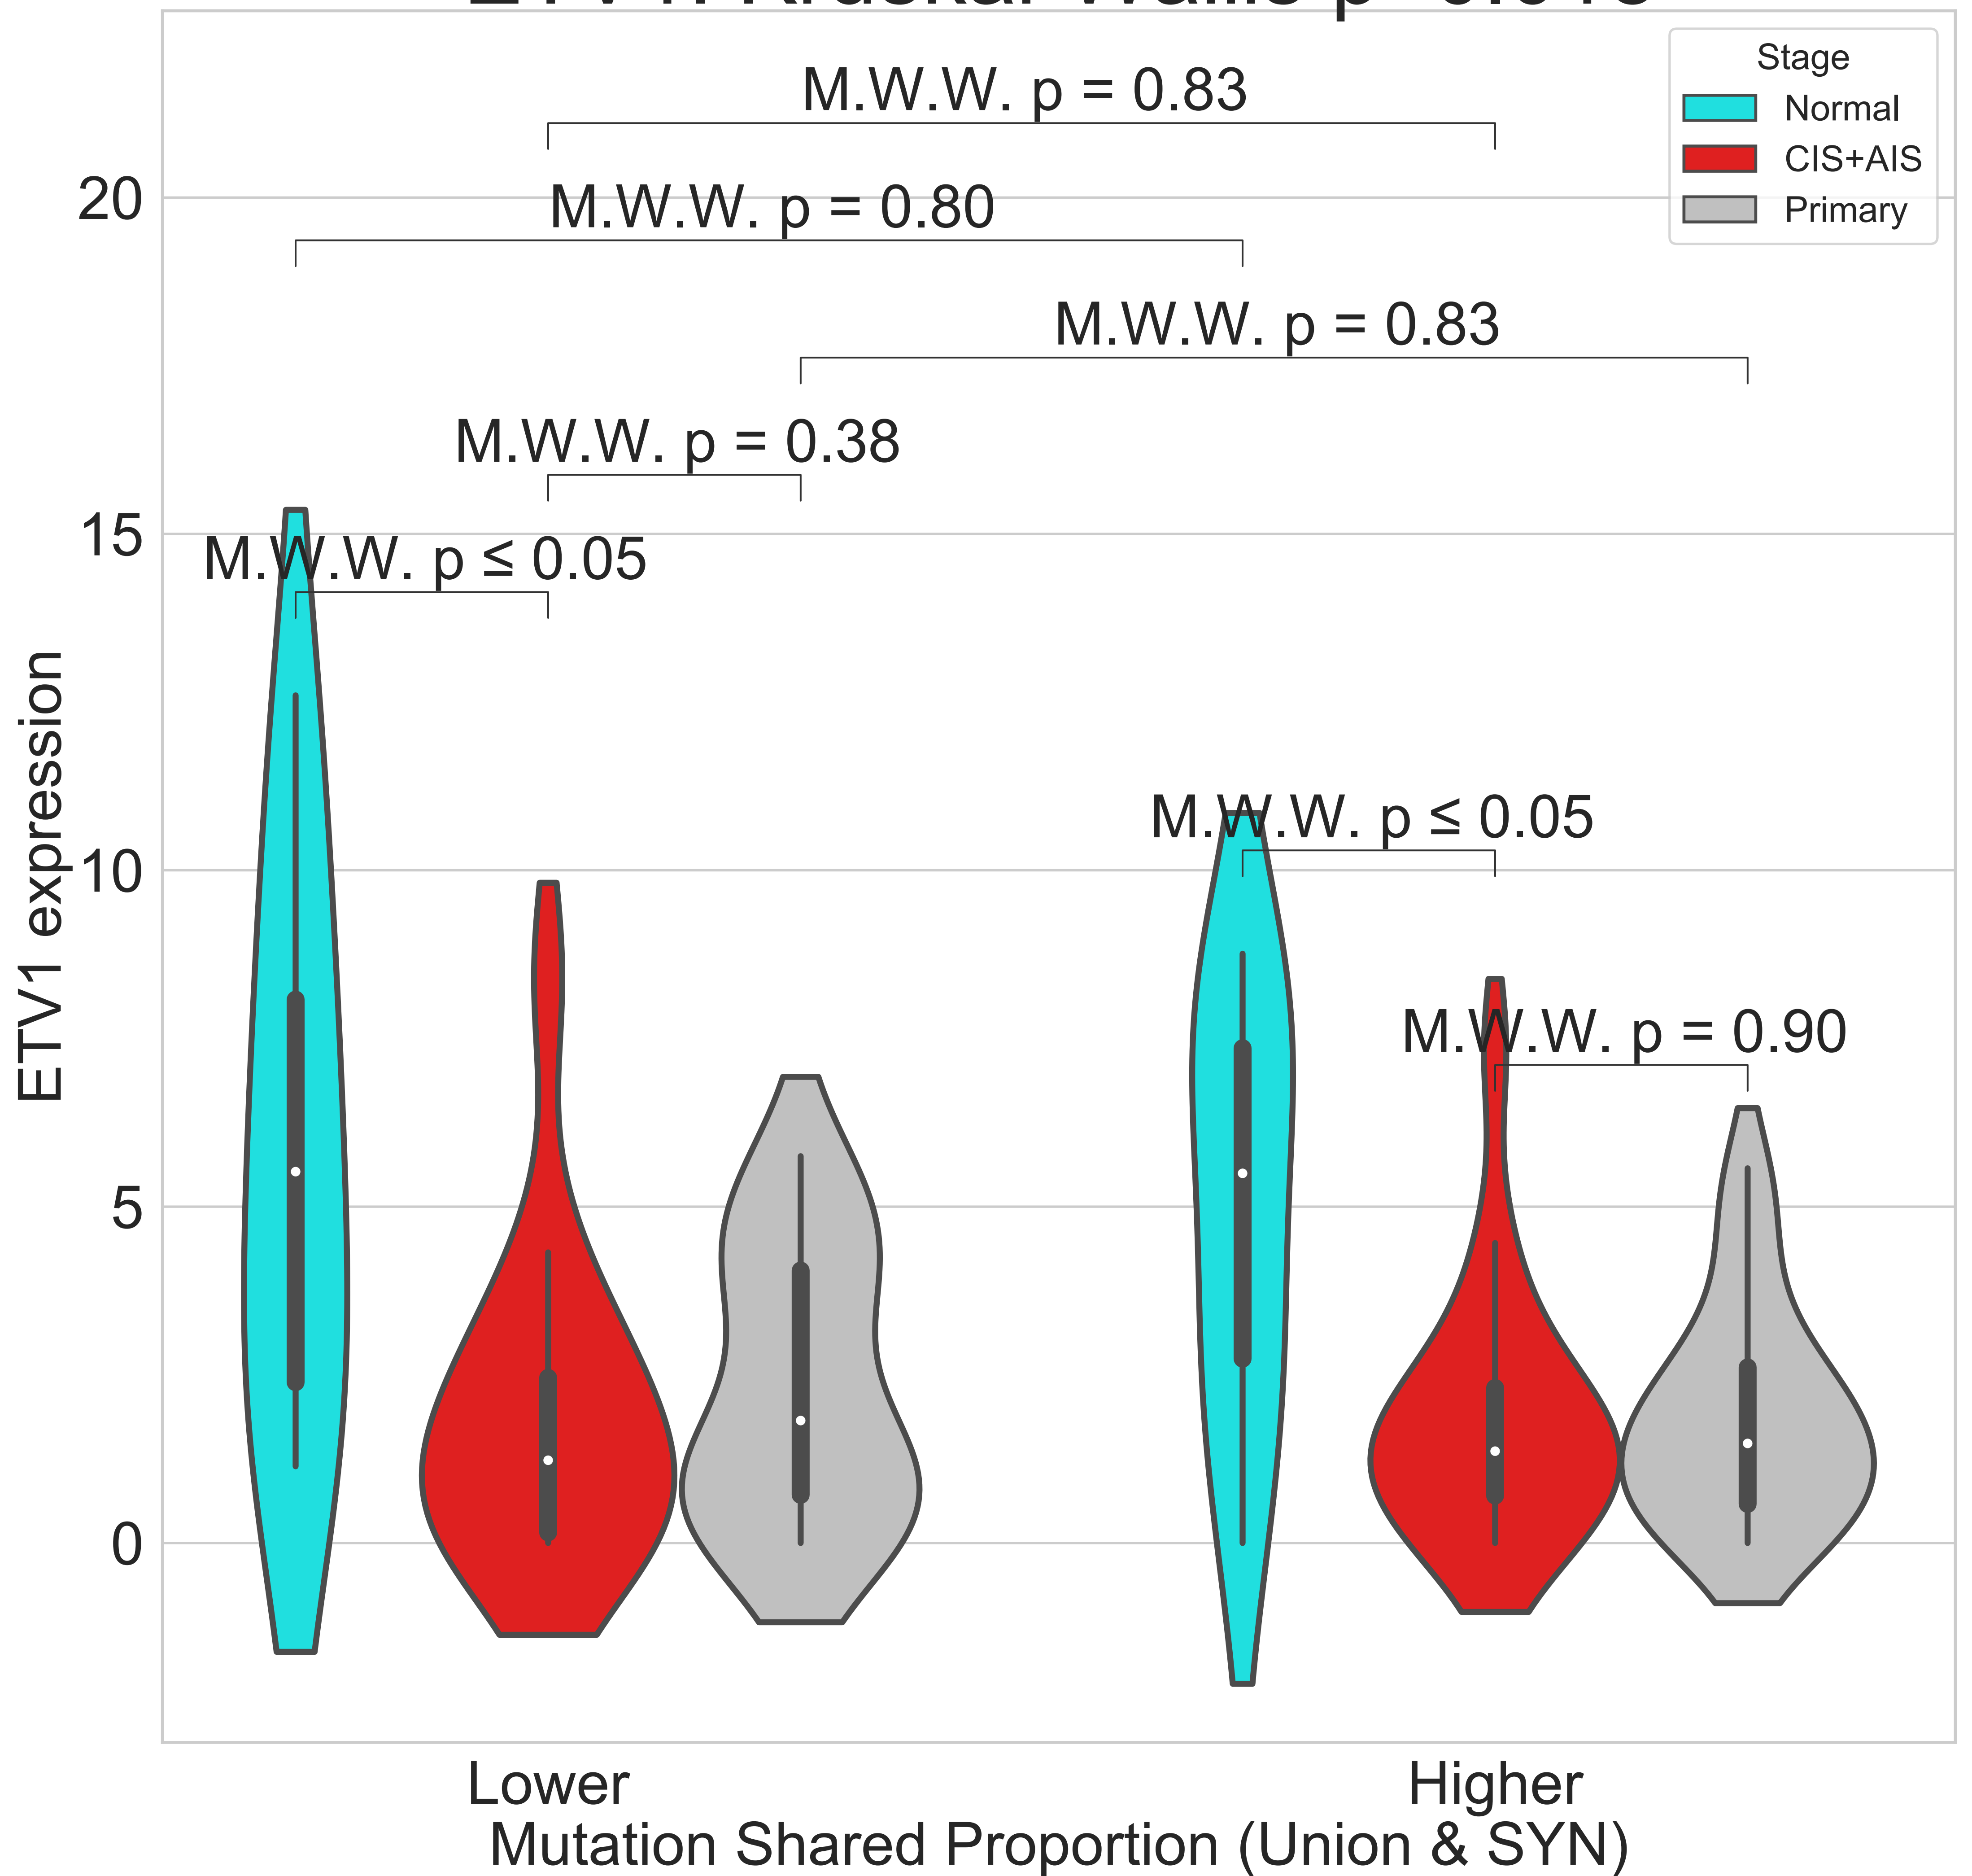 Stage
Normal
CIS+AIS
Primary
M.W.W. p = 0.83
M.W.W. p = 0.80
M.W.W. p = 0.83
M.W.W. p = 0.38
M.W.W. p ≤ 0.05
M.W.W. p ≤ 0.05
M.W.W. p = 0.90
20
15
10
5
0
ETV1 expression
Lower
Higher
Mutation Shared Proportion (Union & SYN)